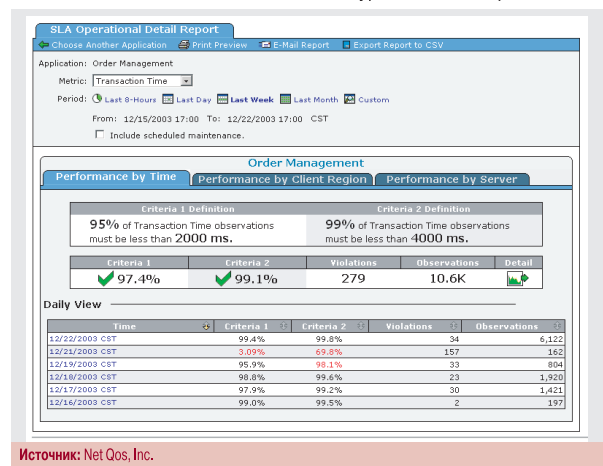 SLA Operational Detail Report
Choose Another Application Print Preview E-Mail Report Export Report to CSV
Application: Order Management
Metric: Transaction Time
Period: Last 8-Hours Last Day Last Week Last Month Custom
From: 12/15/2003 17:00 To: 12/22/2003 17:00 CST
Include scheduled maintenance.
Order Management
Performance by Time Performance by Client Region Performance by Server
Criteria 1 Definition Criteria 2 Definition
95% of Transaction Time observations 99% of Transaction Time observations
must be less than 2000 ms. must be less than 4000 ms.
Criteria 1 Criteria 2 Violations Observations Detail
97.4% 99.1% 279 10.6K
Daily View
Time Criteria 1 Criteria 2 Violations Observations
12/22/2003 CST 99.4% 99.8% 34 6,122
12/21/2003 CST 3.09% 69.8% 157 162
12/19/2003 CST 95.9% 98.1% 33 804
12/18/2003 CST 98.8% 99.6% 23 1,920
12/17/2003 CST 97.9% 99.2% 30 1,421
12/16/2003 CST 99.0% 99.5% 2 197
Источник: Net Qos, Inc.